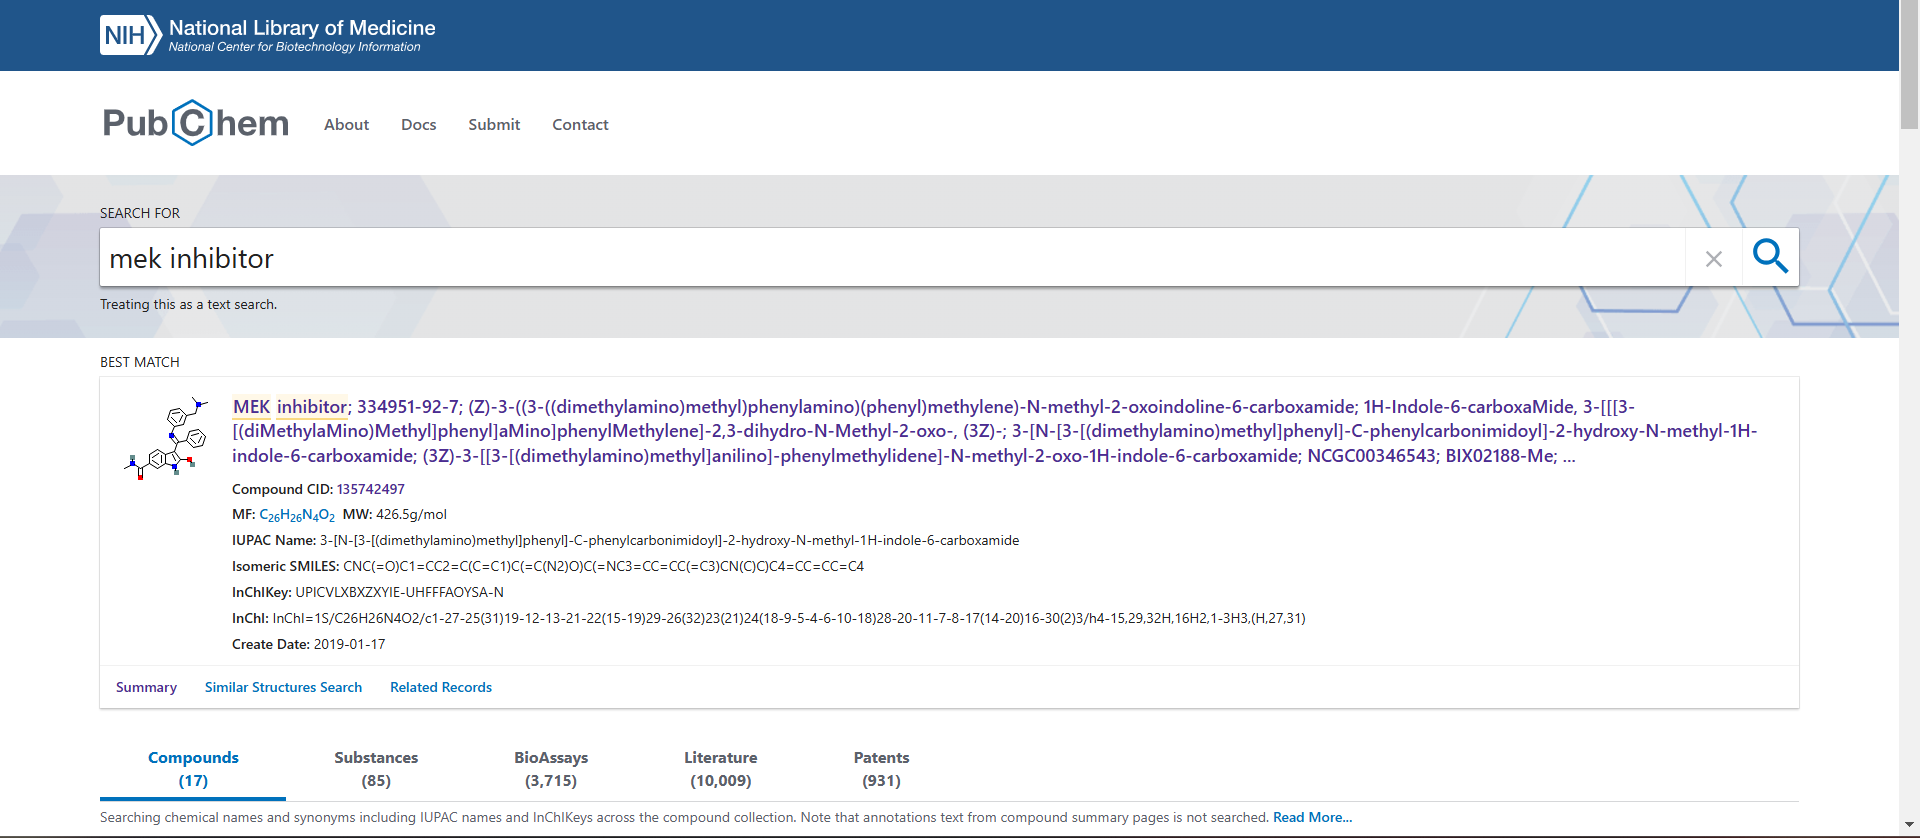 NIH National Library of Medicine
National Center for Biotechnology Information
PubChem About Docs Submit Contact
SEARCH FOR
mek inhibitor
Treating this as a text search.
BEST MATCH
MEK inhibitor; 334951-92-7; (Z)-3-((3-((dimethylamino)methyl)phenylamino)(phenyl)methylene)-N-methyl-2-oxoindoline-6-carboxamide; 1H-Indole-6-carboxaMide, 3-[[[3-
[(diMethylaMino)Methyl]phenyl]aMino]phenylMethylene]-2,3-dihydro-N-Methyl-2-oxo-, (3Z)-; 3-[N-[3-[(dimethylamino)methyl]phenyl]-C-phenylcarbonimidoyl]-2-hydroxy-N-methyl-1H-
indole-6-carboxamide; (3Z)-3-[[3-[(dimethylamino)methyl]anilino]-phenylmethylidene]-N-methyl-2-oxo-1H-indole-6-carboxamide; NCGC00346543; BIX02188-Me; ...
Compound CID: 135742497
MF: C26H26N4O2 MW: 426.5g/mol
IUPAC Name: 3-[N-[3-[(dimethylamino)methyl]phenyl]-C-phenylcarbonimidoyl]-2-hydroxy-N-methyl-1H-indole-6-carboxamide
Isomeric SMILES: CNC(=O)C1=CC2=C(C=C1)C(=C(N2)O)C(=NC3=CC=CC(=C3)CN(C)C)C4=CC=CC=C4
InChIKey: UPICVLXBXZXYIE-UHFFFAOYSA-N
InChI: InChI=1S/C26H26N4O2/c1-27-25(31)19-12-13-21-22(15-19)29-26(32)23(21)24(18-9-5-4-6-10-18)28-20-11-7-8-17(14-20)16-30(2)3/h4-15,29,32H,16H2,1-3H3,(H,27,31)
Create Date: 2019-01-17
Summary Similar Structures Search Related Records
Compounds Substances BioAssays Literature Patents
(17) (85) (3,715) (10,009) (931)
Searching chemical names and synonyms including IUPAC names and InChIKeys across the compound collection. Note that annotations text from compound summary pages is not searched. Read More...